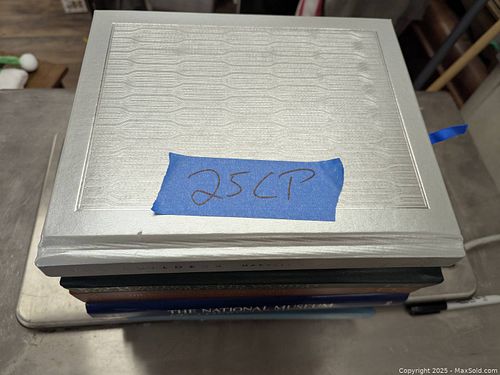 25CP
THE NATIONAL MUSEUM
Copyright 2025 - MaxSold.com